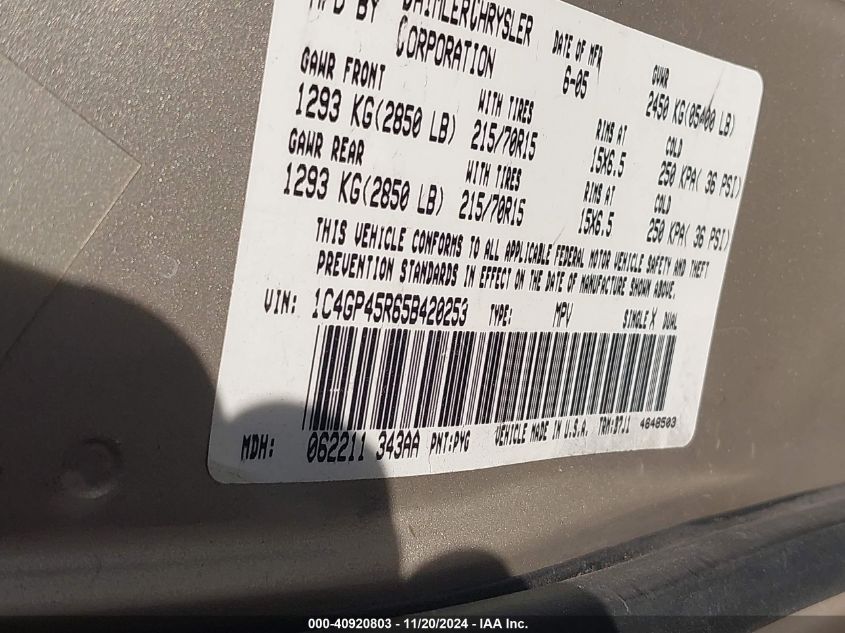 MFD BY DAIMLERCHRYSLER CORPORATION
DATE OF MFR 6-05
GVWR 2450 KG(05400 LB)
GAWR FRONT
1293 KG(2850 LB)
WITH TIRES
215/70R15
RIMS AT
15X6.5
COLD
250 KPA( 36 PSI)
GAWR REAR
1293 KG(2850 LB)
WITH TIRES
215/70R15
RIMS AT
15X6.5
COLD
250 KPA( 36 PSI)
THIS VEHICLE CONFORMS TO ALL APPLICABLE FEDERAL MOTOR VEHICLE SAFETY AND THEFT
PREVENTION STANDARDS IN EFFECT ON THE DATE OF MANUFACTURE SHOWN ABOVE.
VIN: 1C4GP45R65B420253 TYPE: MPV SINGLE X DUAL
MDH: 062211 343AA PNT:PYG VEHICLE MADE IN U.S.A. TRM:B7J1 4648503
000-40920803 - 11/20/2024 - IAA Inc.